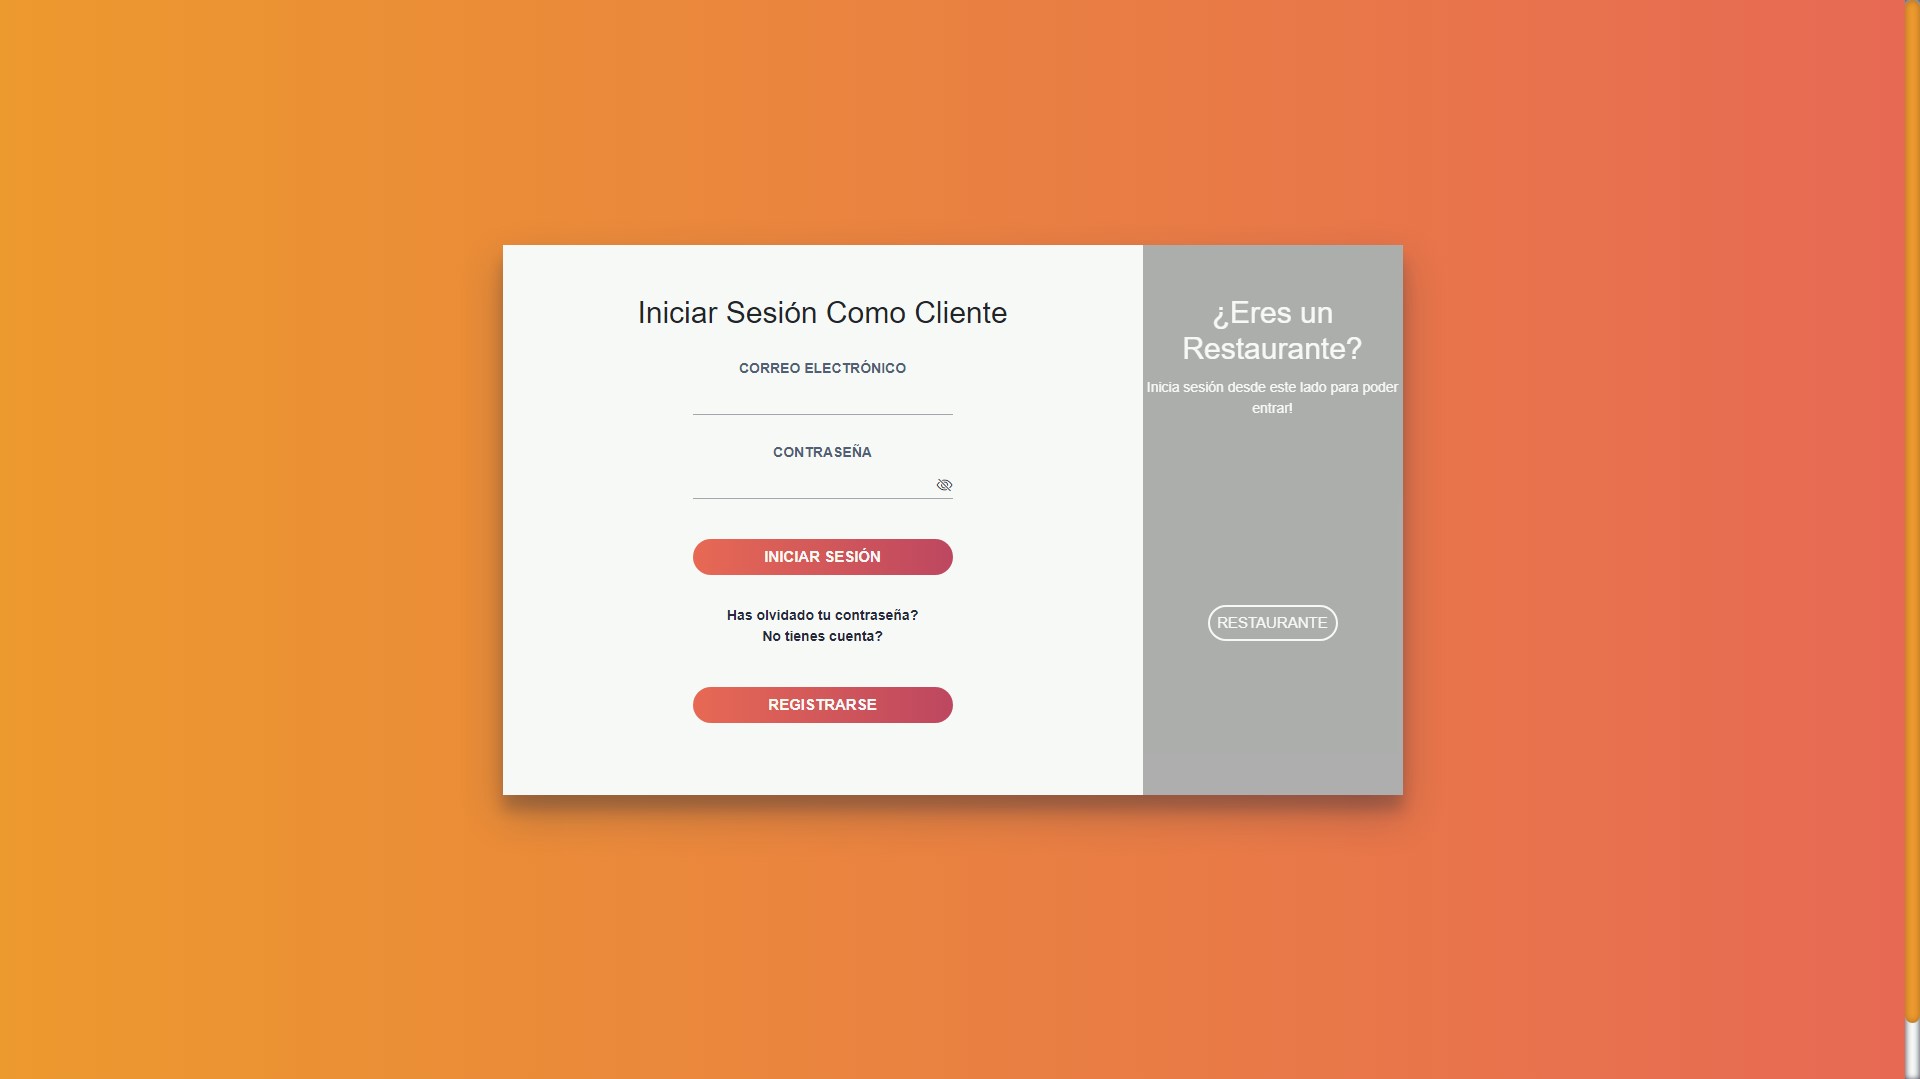 Iniciar Sesión Como Cliente
CORREO ELECTRÓNICO
CONTRASEÑA
INICIAR SESIÓN
Has olvidado tu contraseña?
No tienes cuenta?
REGISTRARSE
¿Eres un
Restaurante?
Inicia sesión desde este lado para poder
entrar!
RESTAURANTE